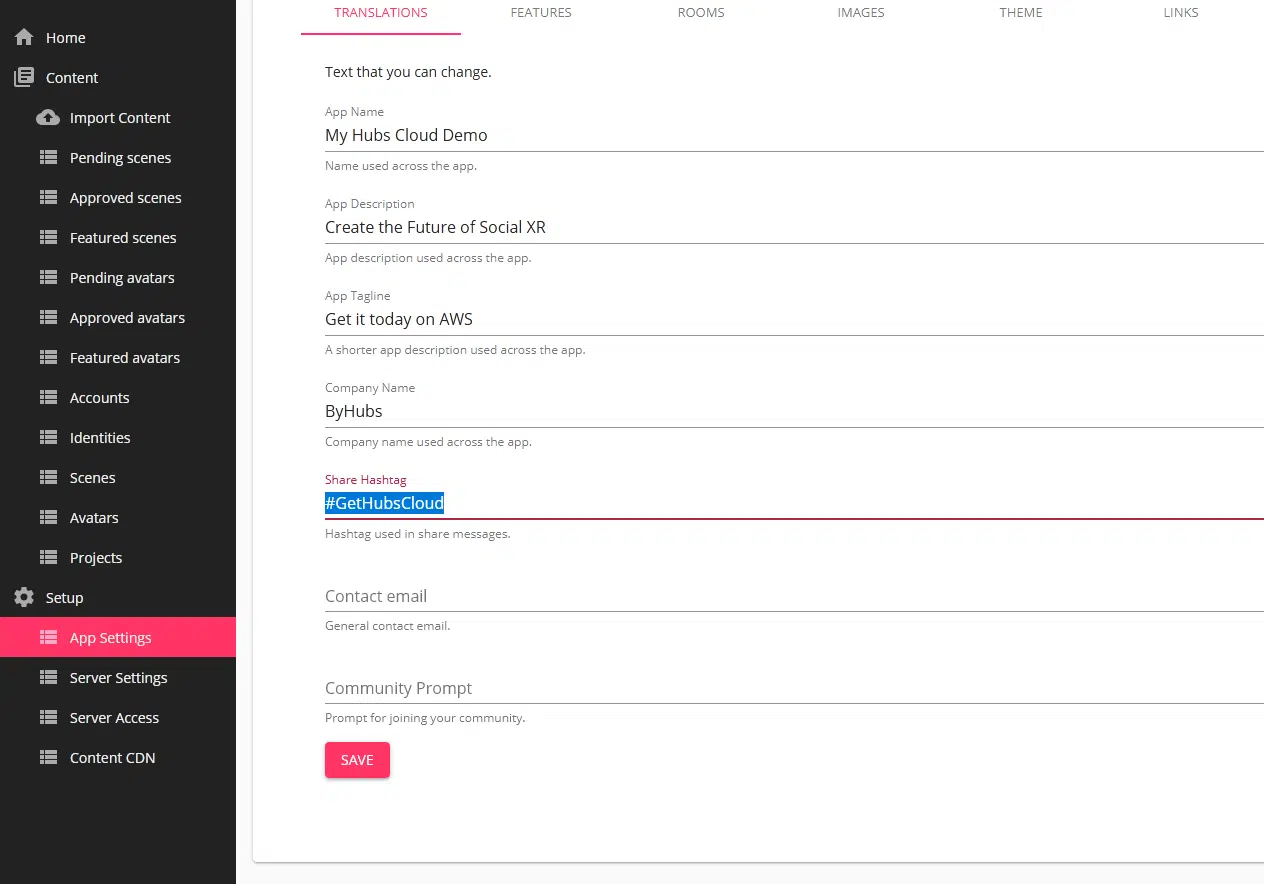 Home
Content
Import Content
Pending scenes
Approved scenes
Featured scenes
Pending avatars
Approved avatars
Featured avatars
Accounts
Identities
Scenes
Avatars
Projects
Setup
App Settings
Server Settings
Server Access
Content CDN
TRANSLATIONS FEATURES ROOMS IMAGES THEME LINKS
Text that you can change.
App Name
My Hubs Cloud Demo
Name used across the app.
App Description
Create the Future of Social XR
App description used across the app.
App Tagline
Get it today on AWS
A shorter app description used across the app.
Company Name
ByHubs
Company name used across the app.
Share Hashtag
#GetHubsCloud
Hashtag used in share messages.
Contact email
General contact email.
Community Prompt
Prompt for joining your community.
SAVE